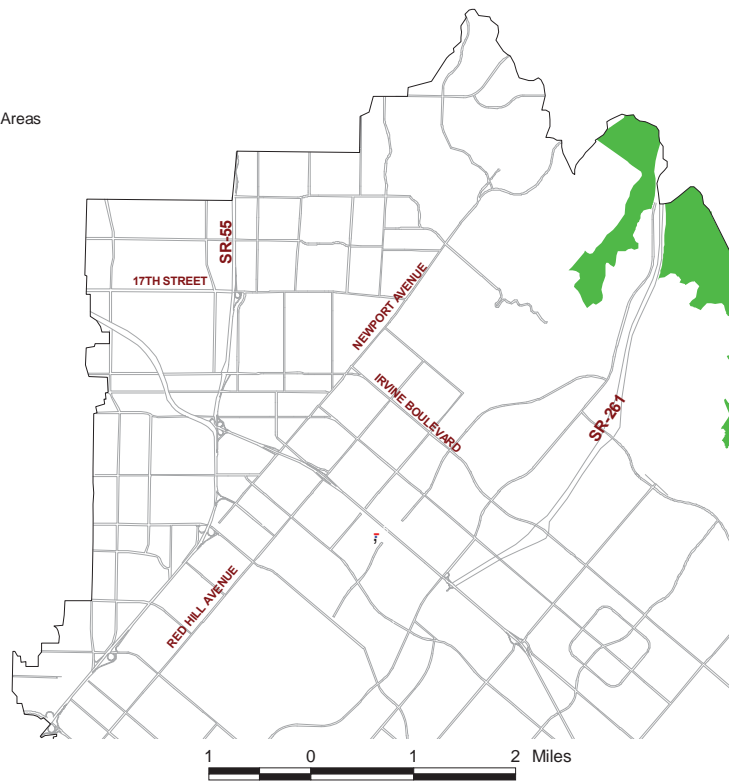 Areas
SR-55
17TH STREET
NEWPORT AVENUE
IRVINE BOULEVARD
SR-261
RED HILL AVENUE
1 0 1 2 Miles